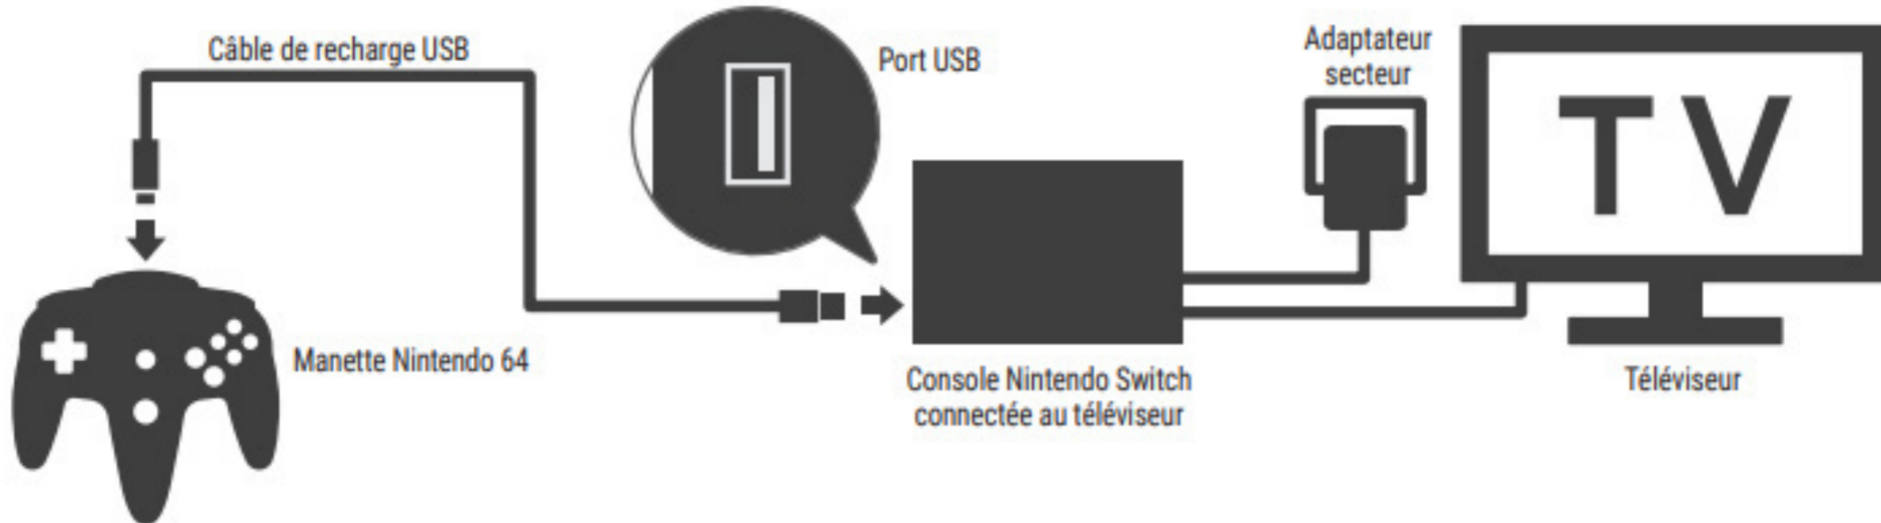 Câble de recharge USB
Port USB
Adaptateur
secteur
TV
Manette Nintendo 64
Console Nintendo Switch
connectée au téléviseur
Téléviseur